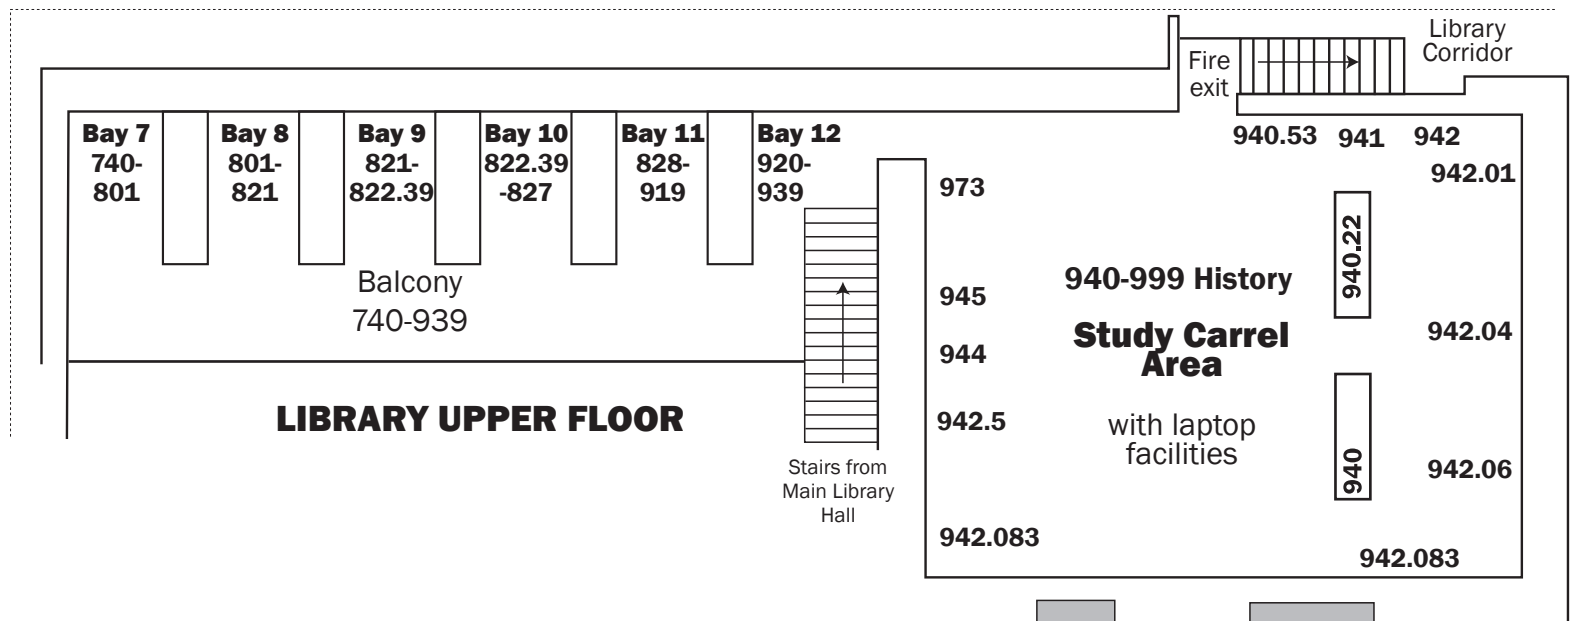 Library
Corridor
Fire
exit
Bay 7
740-
801
Bay 8
801-
821
Bay 9
821-
822.39
Bay 10
822.39
-827
Bay 11
828-
919
Bay 12
920-
939
Balcony
740-939
LIBRARY UPPER FLOOR
Stairs from
Main Library
Hall
940.53
941
942
942.01
973
940.22
945
940-999 History
Study Carrel
Area
942.04
944
942.5
with laptop
facilities
940
942.06
942.083
942.083